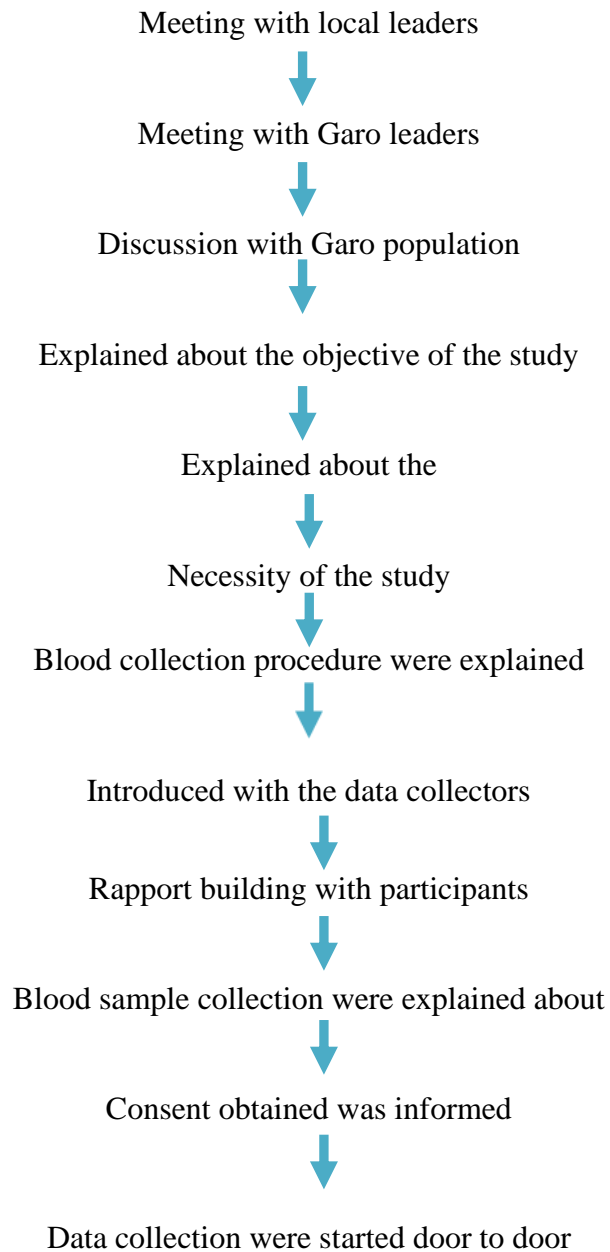 Meeting with local leaders
Meeting with Garo leaders
Discussion with Garo population
Explained about the objective of the study
Explained about the
Necessity of the study
Blood collection procedure were explained
Introduced with the data collectors
Rapport building with participants
Blood sample collection were explained about
Consent obtained was informed
Data collection were started door to door